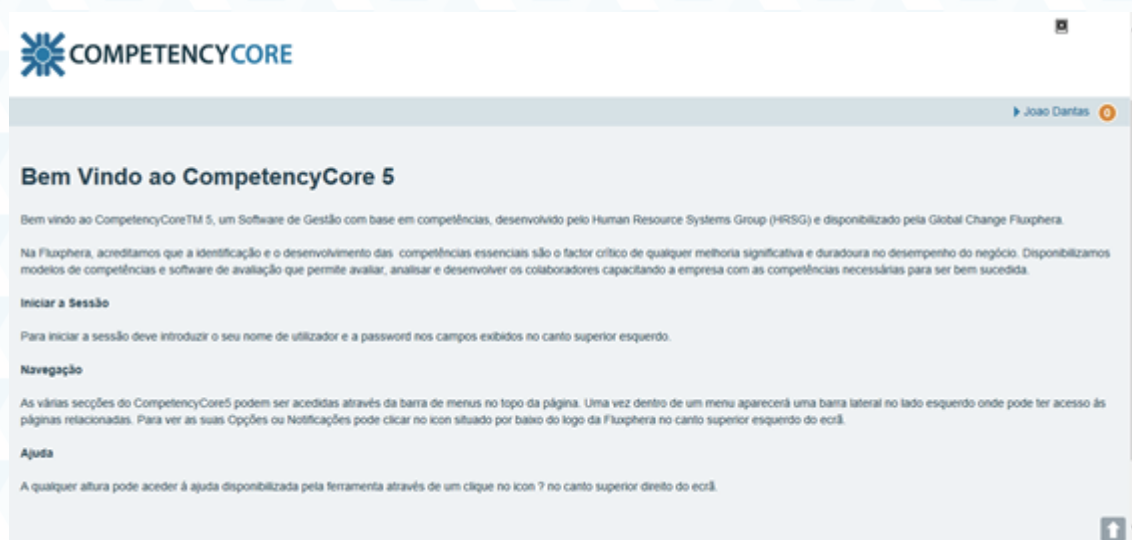 COMPETENCYCORE
Joao Dantas 0
Bem Vindo ao CompetencyCore 5
Bem vindo ao CompetencyCoreTM 5, um Software de Gestão com base em competências, desenvolvido pelo Human Resource Systems Group (HRSG) e disponibilizado pela Global Change Fluxphera.
Na Fluxphera, acreditamos que a identificação e o desenvolvimento das competências essenciais são o factor crítico de qualquer melhoria significativa e duradoura no desempenho do negócio. Disponibilizamos
modelos de competências e software de avaliação que permite avaliar, analisar e desenvolver os colaboradores capacitando a empresa com as competências necessárias para ser bem sucedida.
Iniciar a Sessão
Para iniciar a sessão deve introduzir o seu nome de utilizador e a password nos campos exibidos no canto superior esquerdo.
Navegação
As várias secções do CompetencyCore5 podem ser acedidas através da barra de menus no topo da página. Uma vez dentro de um menu aparecerá uma barra lateral no lado esquerdo onde pode ter acesso ás
páginas relacionadas. Para ver as suas Opções ou Notificações pode clicar no icon situado por baixo do logo da Fluxphera no canto superior esquerdo do ecrã.
Ajuda
A qualquer altura pode aceder á ajuda disponibilizada pela ferramenta através de um clique no icon ? no canto superior direito do ecrã.